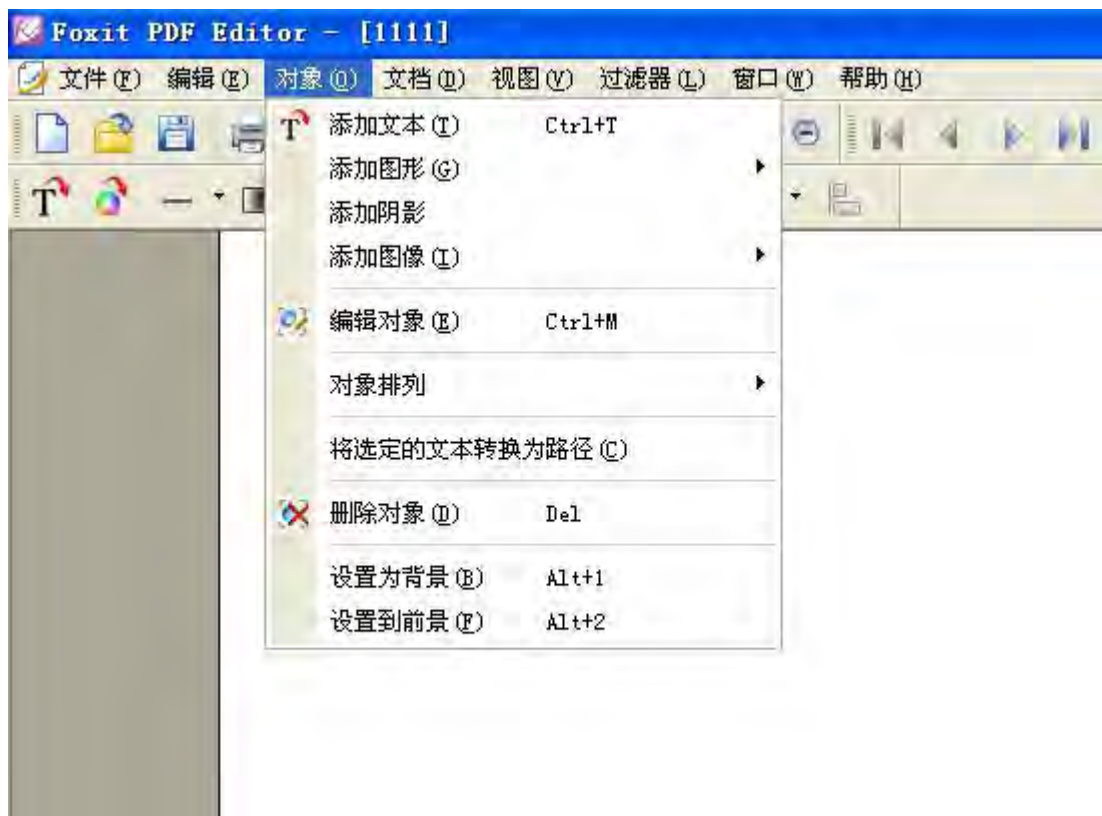 Foxit PDF Editor - [1111]
文件(F) 编辑(E) 对象(O) 文档(D) 视图(V) 过滤器(L) 窗口(W) 帮助(H)
添加文本(T) Ctrl+T
添加图形(G)
添加阴影
添加图像(I)
编辑对象(E) Ctrl+M
对象排列
将选定的文本转换为路径(C)
删除对象(D) Del
设置为背景(B) Alt+1
设置到前景(F) Alt+2